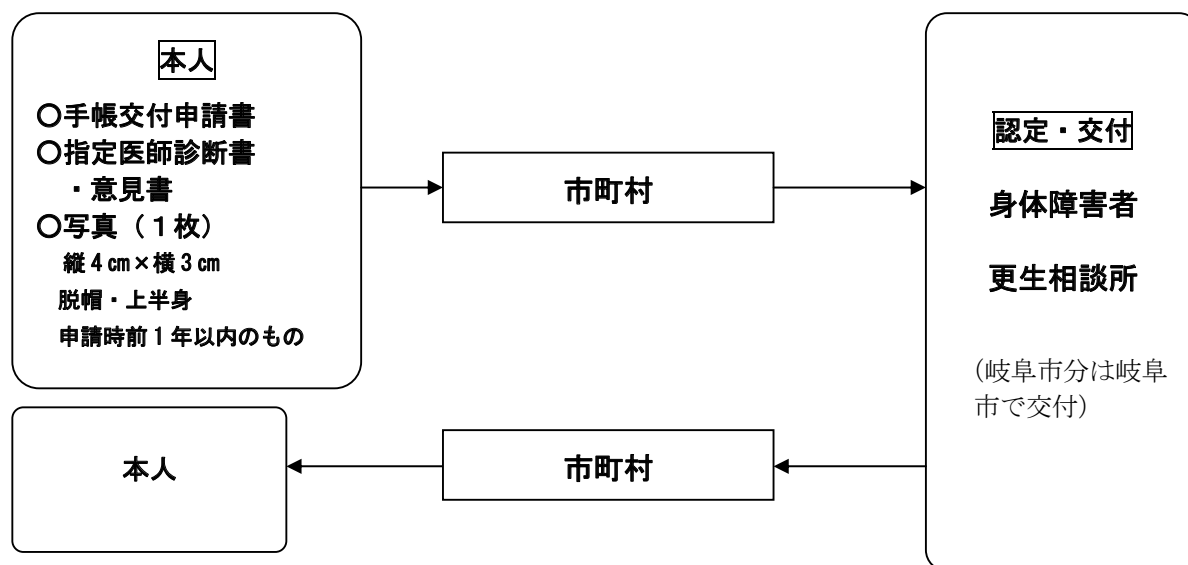 本人
○手帳交付申請書
○指定医師診断書
・意見書
○写真（１枚）
縦４㎝×横３㎝
脱帽・上半身
申請時前１年以内のもの
市町村
認定・交付
身体障害者
更生相談所
(岐阜市分は岐阜
市で交付)
市町村
本人